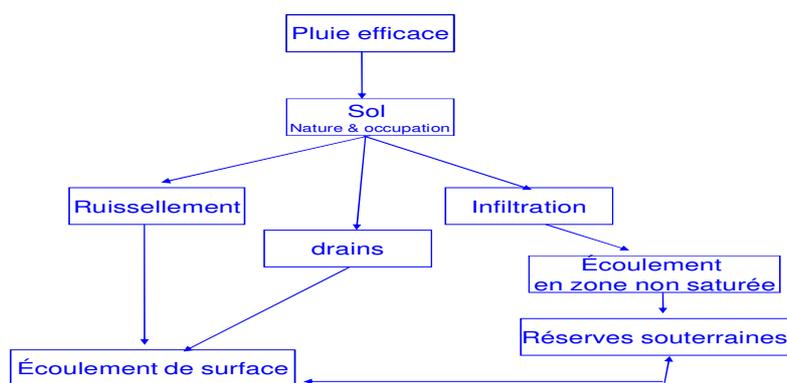 Pluie efficace
Sol
Nature & occupation
Ruissellement
Infiltration
drains
Écoulement
en zone non saturée
Réserves souterraines
Écoulement de surface